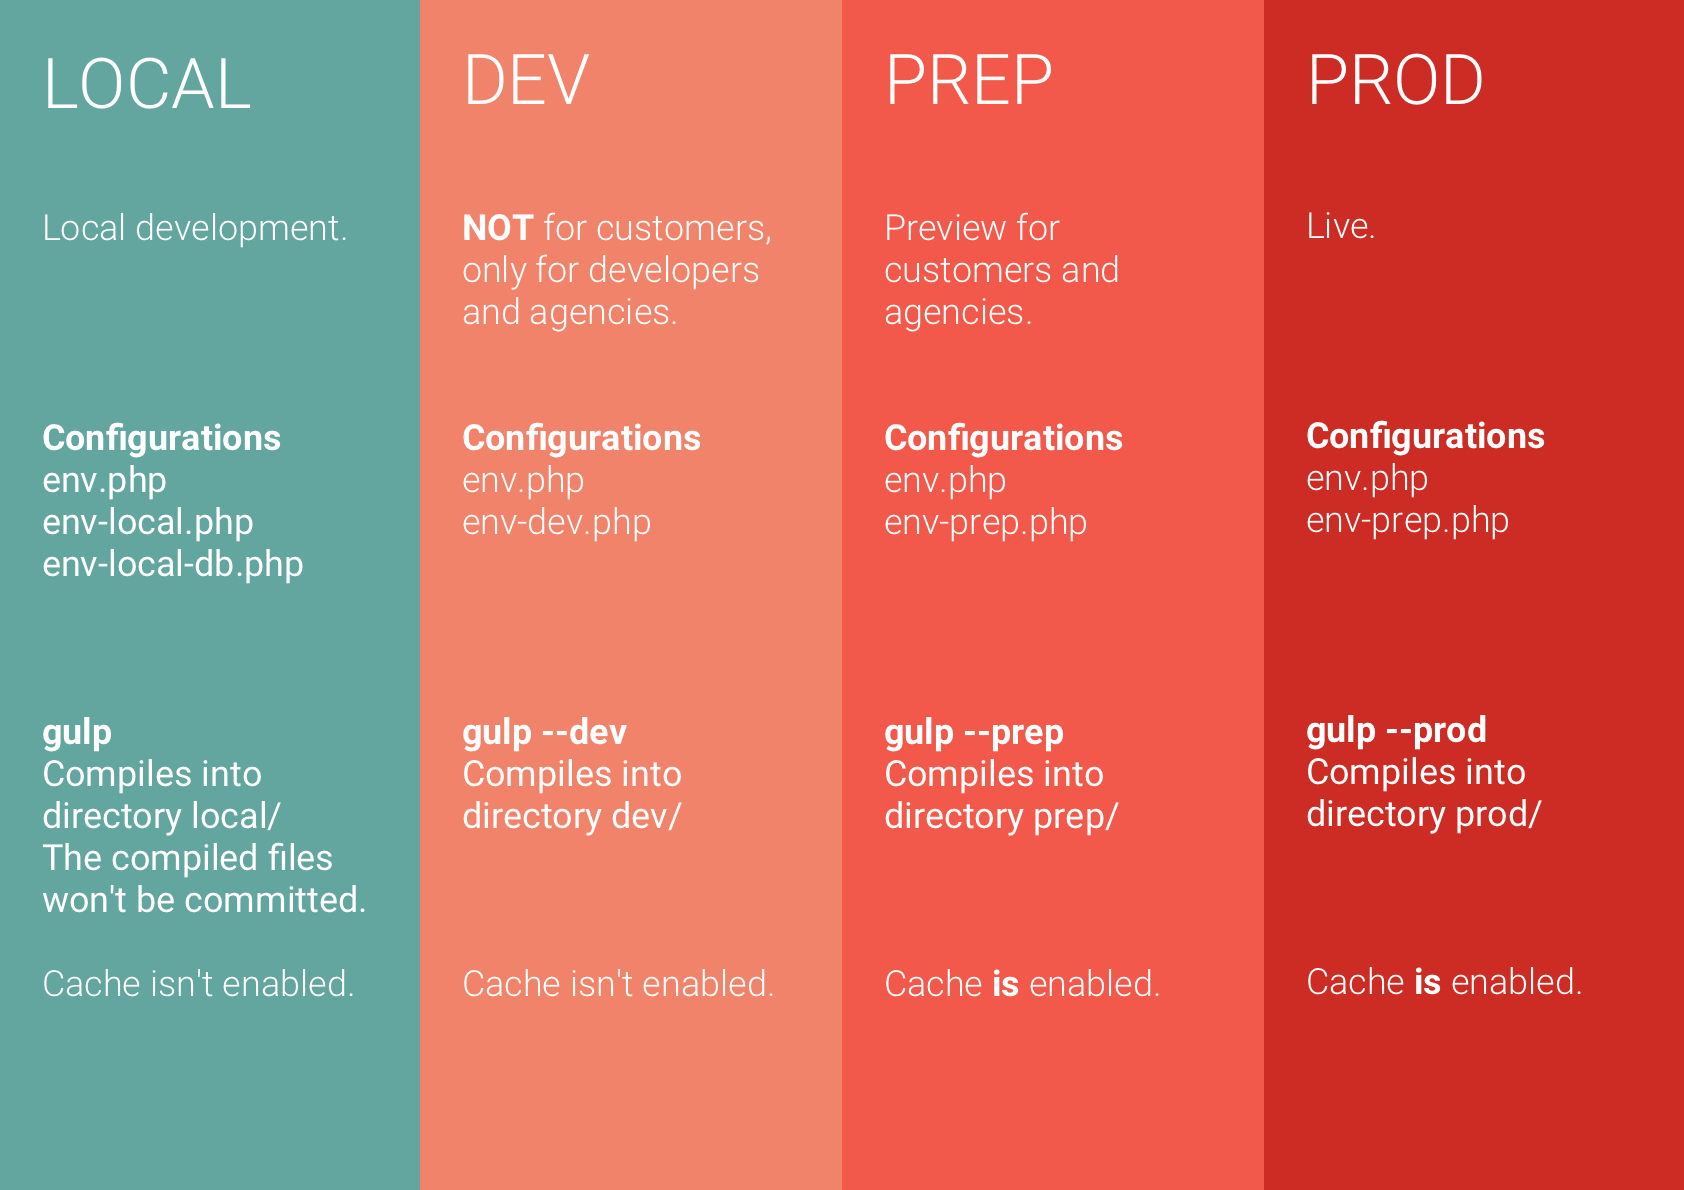 LOCAL
Local development.
Configurations
env.php
env-local.php
env-local-db.php
gulp
Compiles into
directory local/
The compiled files
won't be committed.
Cache isn't enabled.
DEV
NOT for customers,
only for developers
and agencies.
Configurations
env.php
env-dev.php
gulp --dev
Compiles into
directory dev/
Cache isn't enabled.
PREP
Preview for
customers and
agencies.
Configurations
env.php
env-prep.php
gulp --prep
Compiles into
directory prep/
Cache is enabled.
PROD
Live.
Configurations
env.php
env-prep.php
gulp --prod
Compiles into
directory prod/
Cache is enabled.